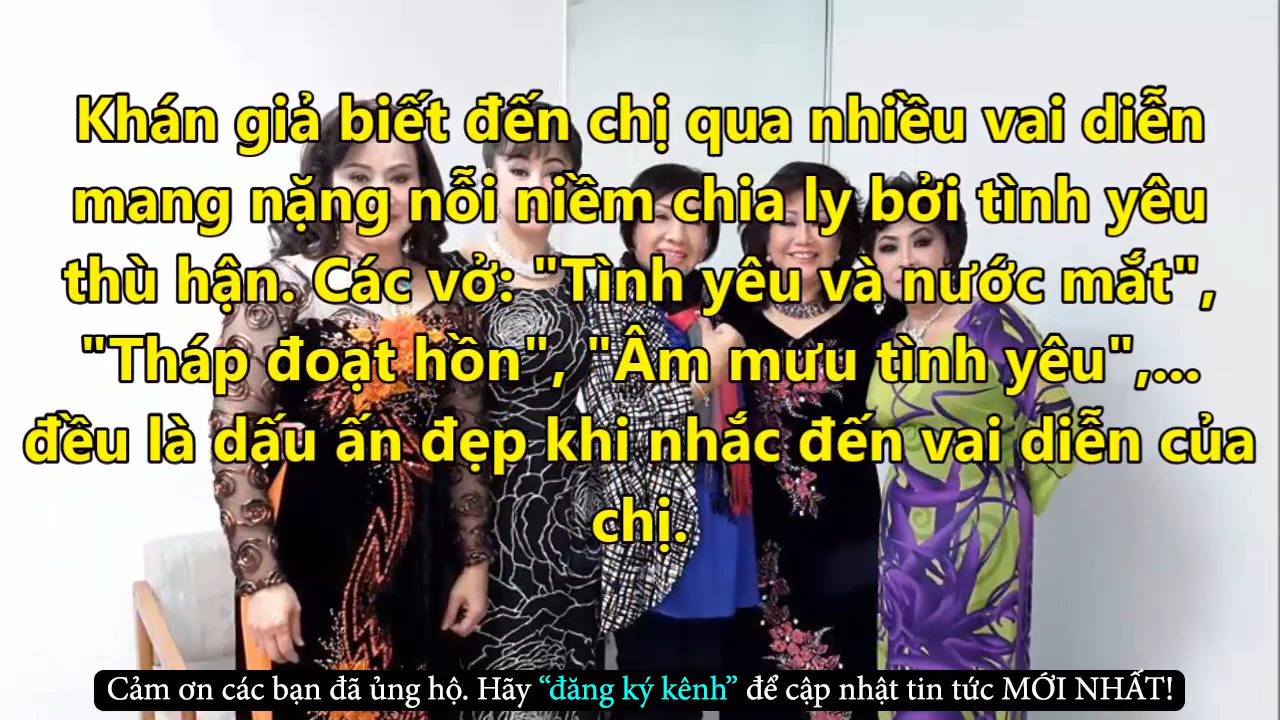 Khán giả biết đến chị qua nhiều vai diễn
mang nặng nỗi niềm chia ly bởi tình yêu
thù hận. Các vở: "Tình yêu và nước mắt",
"Tháp đoạt hồn", "Âm mưu tình yêu",...
đều là dấu ấn đẹp khi nhắc đến vai diễn của
chị.
Cảm ơn các bạn đã ủng hộ. Hãy “đăng ký kênh” để cập nhật tin tức MỚI NHẤT!